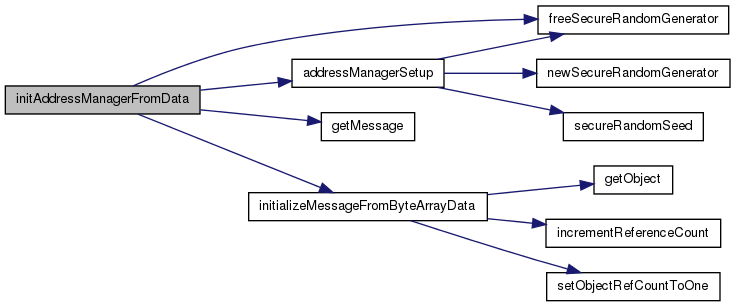 initAddressManagerFromData
freeSecureRandomGenerator
addressManagerSetup
newSecureRandomGenerator
secureRandomSeed
getMessage
initializeMessageFromByteArrayData
getObject
incrementReferenceCount
setObjectRefCountToOne